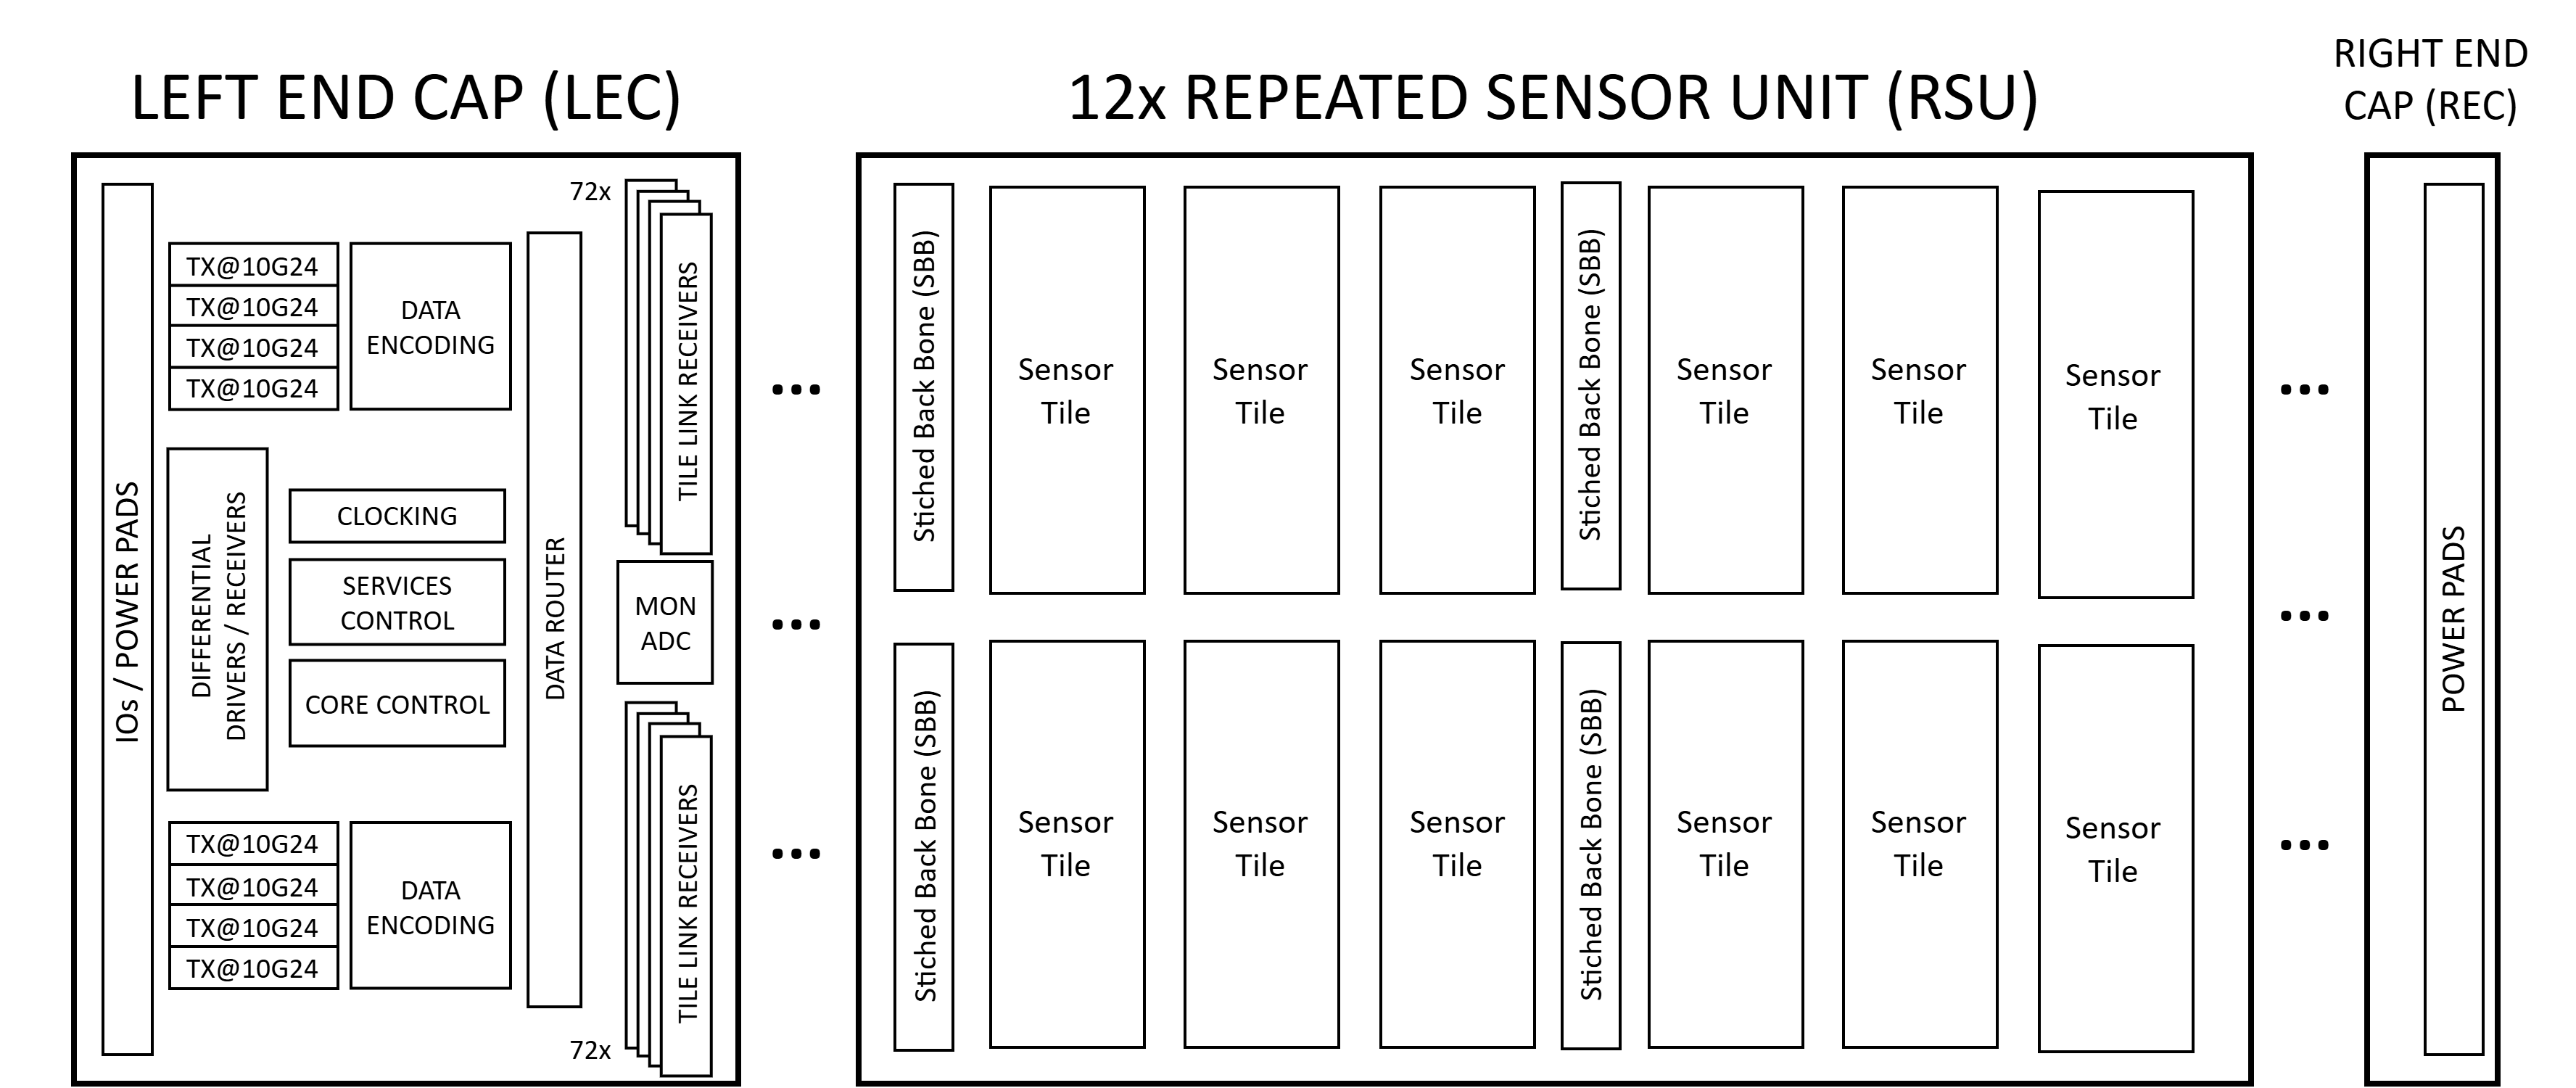 LEFT END CAP (LEC)
12x REPEATED SENSOR UNIT (RSU)
RIGHT END
CAP (REC)
IOs / POWER PADS
TX@10G24
TX@10G24
TX@10G24
TX@10G24
DATA
ENCODING
DIFFERENTIAL
DRIVERS / RECEIVERS
CLOCKING
SERVICES
CONTROL
CORE CONTROL
TX@10G24
TX@10G24
TX@10G24
TX@10G24
DATA
ENCODING
DATA ROUTER
72x
TILE LINK RECEIVERS
MON
ADC
72x
TILE LINK RECEIVERS
...
...
...
Stiched Back Bone (SBB)
Sensor
Tile
Sensor
Tile
Sensor
Tile
Stiched Back Bone (SBB)
Sensor
Tile
Sensor
Tile
Sensor
Tile
Stiched Back Bone (SBB)
Sensor
Tile
Sensor
Tile
Sensor
Tile
Stiched Back Bone (SBB)
Sensor
Tile
Sensor
Tile
Sensor
Tile
...
...
...
POWER PADS